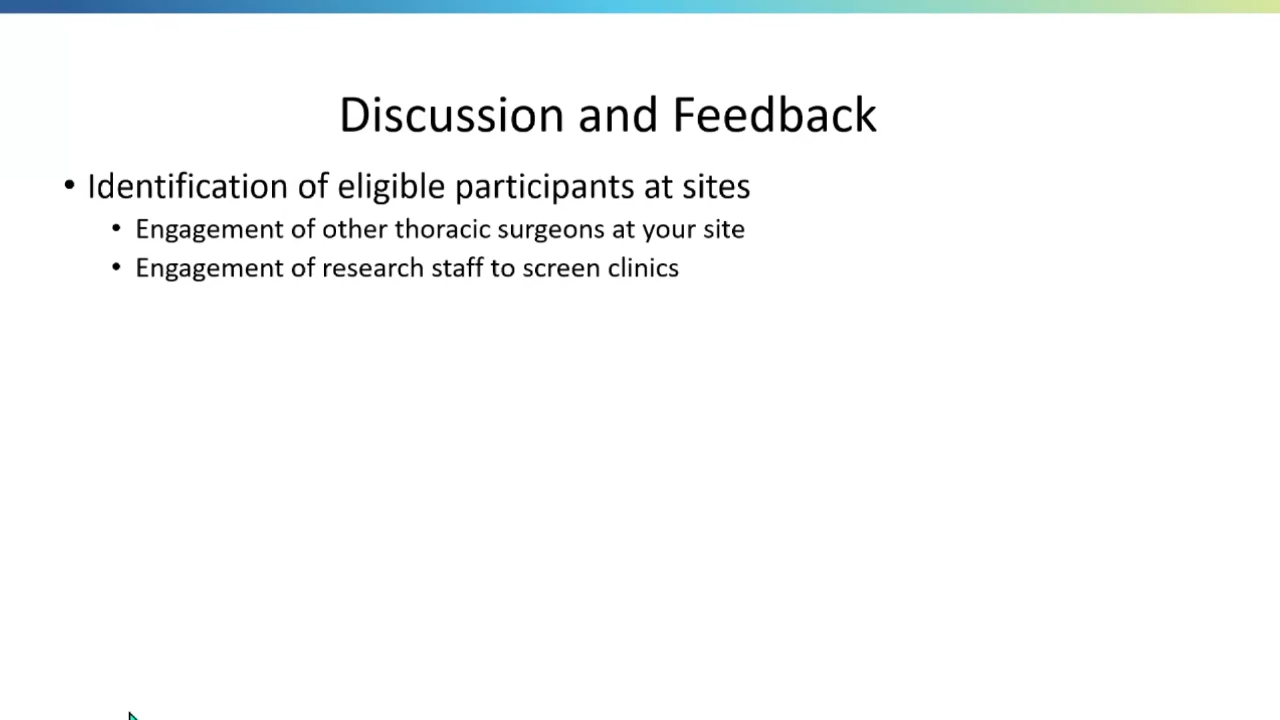 Discussion and Feedback
• Identification of eligible participants at sites
• Engagement of other thoracic surgeons at your site
• Engagement of research staff to screen clinics